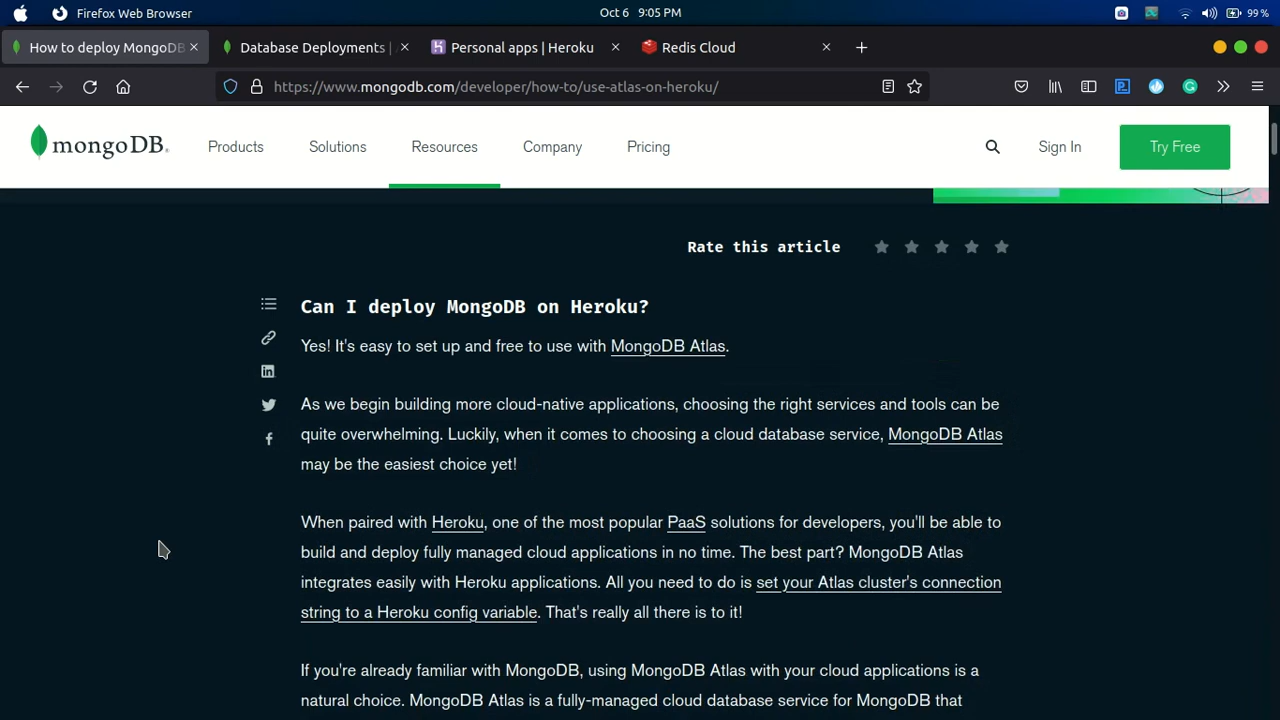 Firefox Web Browser
Oct 6 9:05 PM
99 %
How to deploy MongoDB
Database Deployments |
Personal apps | Heroku
Redis Cloud
https://www.mongodb.com/developer/how-to/use-atlas-on-heroku/
mongoDB
Products
Solutions
Resources
Company
Pricing
Sign In
Try Free
Rate this article
Can I deploy MongoDB on Heroku?
Yes! It's easy to set up and free to use with MongoDB Atlas.
As we begin building more cloud-native applications, choosing the right services and tools can be
quite overwhelming. Luckily, when it comes to choosing a cloud database service, MongoDB Atlas
may be the easiest choice yet!
When paired with Heroku, one of the most popular PaaS solutions for developers, you'll be able to
build and deploy fully managed cloud applications in no time. The best part? MongoDB Atlas
integrates easily with Heroku applications. All you need to do is set your Atlas cluster's connection
string to a Heroku config variable. That's really all there is to it!
If you're already familiar with MongoDB, using MongoDB Atlas with your cloud applications is a
natural choice. MongoDB Atlas is a fully-managed cloud database service for MongoDB that